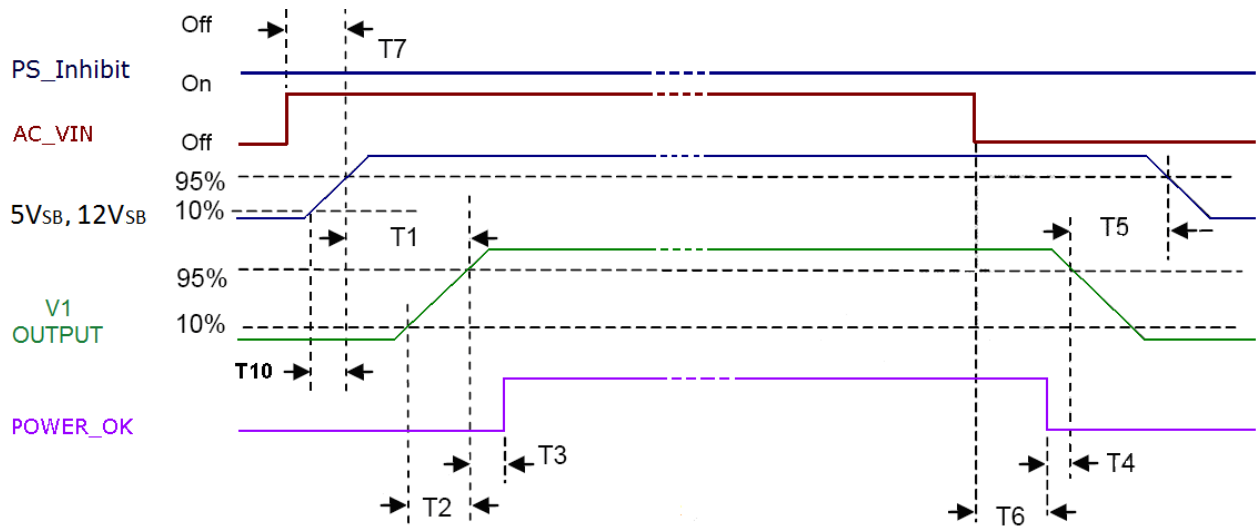 Off
T7
PS_Inhibit
On
AC_VIN
Off
95%
5VSB, 12VSB
10%
T1
T5
95%
V1
OUTPUT
10%
T10
POWER_OK
T3
T4
T2
T6